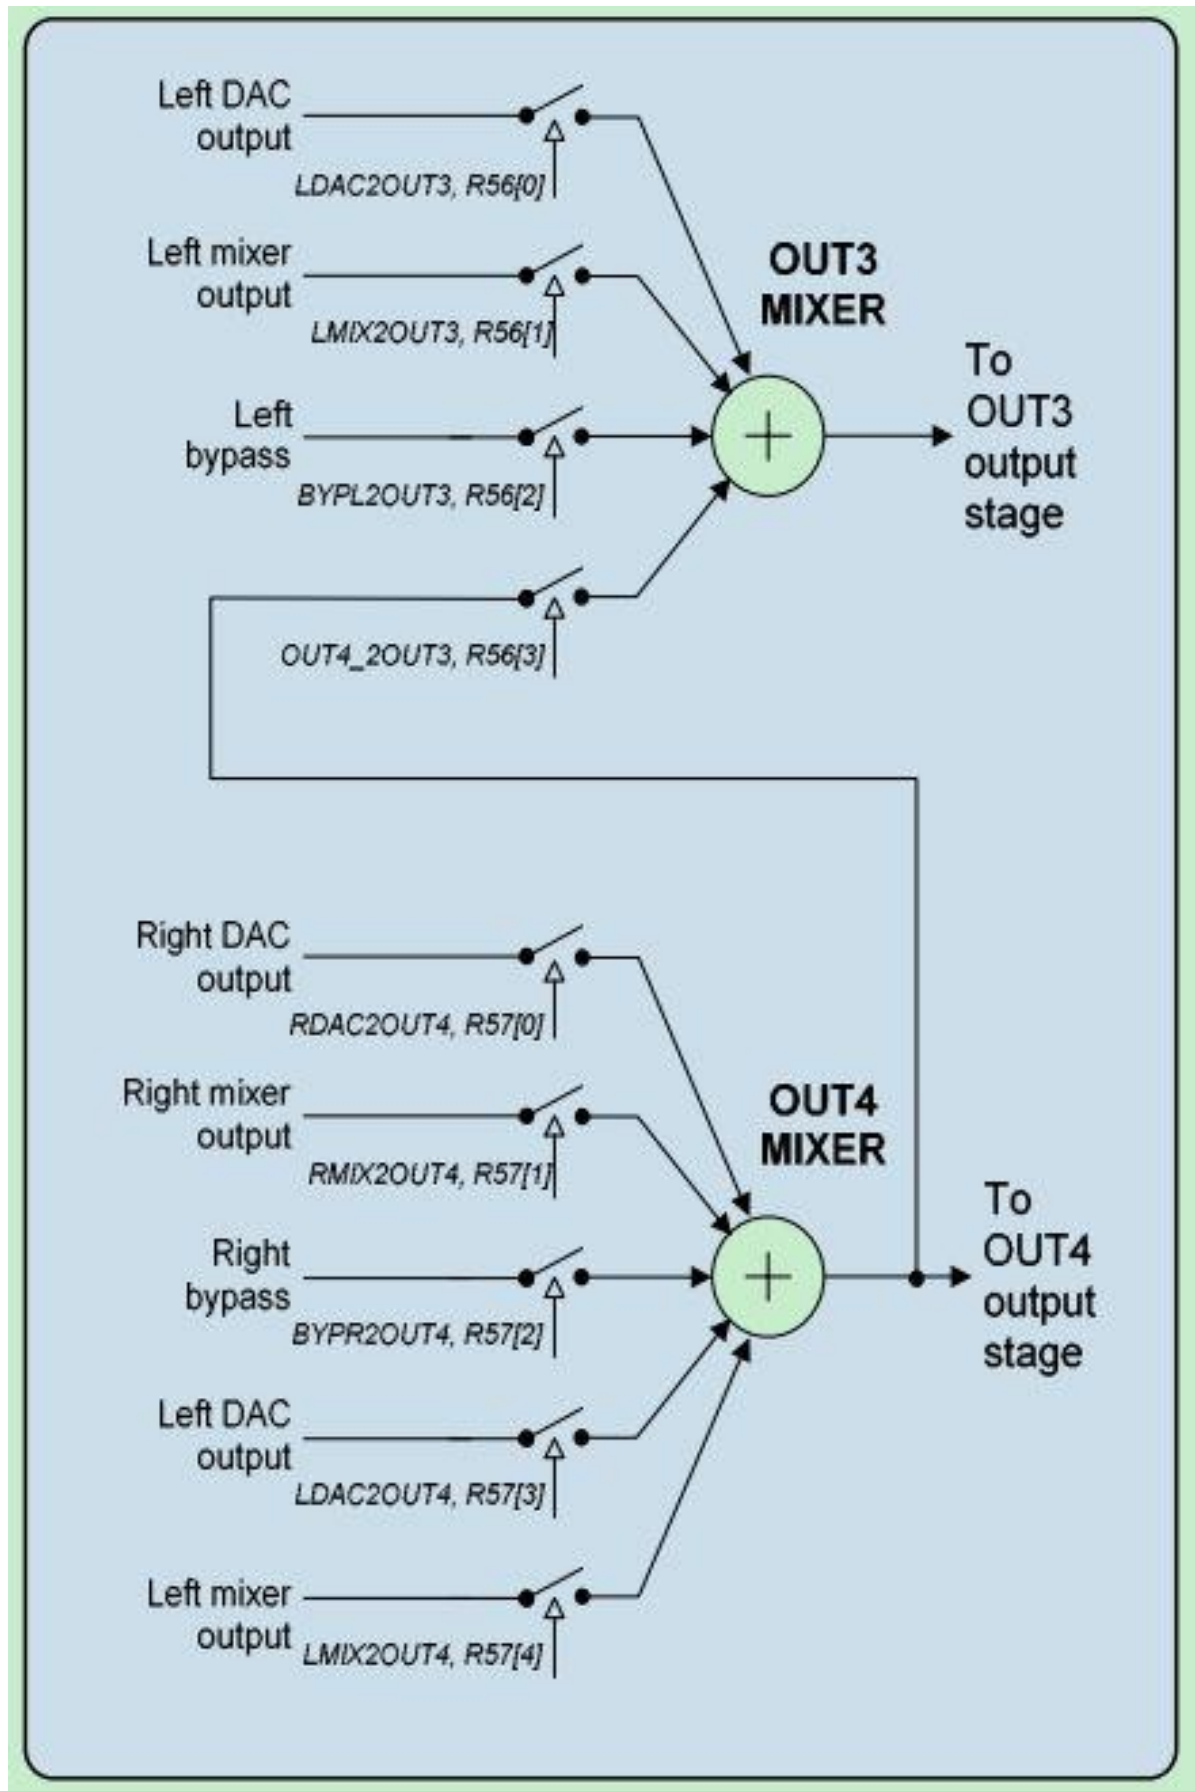 Left DAC
output
LDAC2OUT3, R56[0]
Left mixer
output
LMIX2OUT3, R56[1]
OUT3
MIXER
Left
bypass
BYPL2OUT3, R56[2]
To
OUT3
output
stage
OUT4_2OUT3, R56[3]
Right DAC
output
RDAC2OUT4, R57[0]
Right mixer
output
RMIX2OUT4, R57[1]
OUT4
MIXER
Right
bypass
BYPR2OUT4, R57[2]
To
OUT4
output
stage
Left DAC
output
LDAC2OUT4, R57[3]
Left mixer
output
LMIX2OUT4, R57[4]